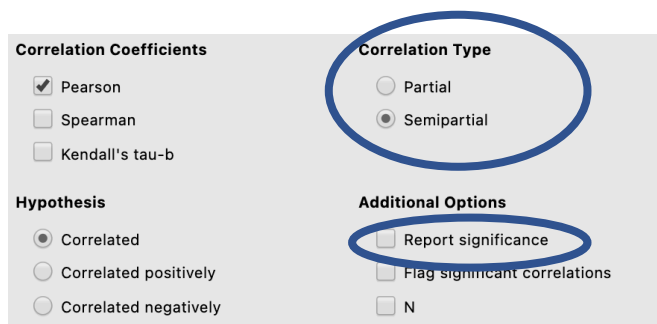 Correlation Coefficients
Pearson
Spearman
Kendall's tau-b
Correlation Type
Partial
Semipartial
Hypothesis
Correlated
Correlated positively
Correlated negatively
Additional Options
Report significance
Flag significant correlations
N